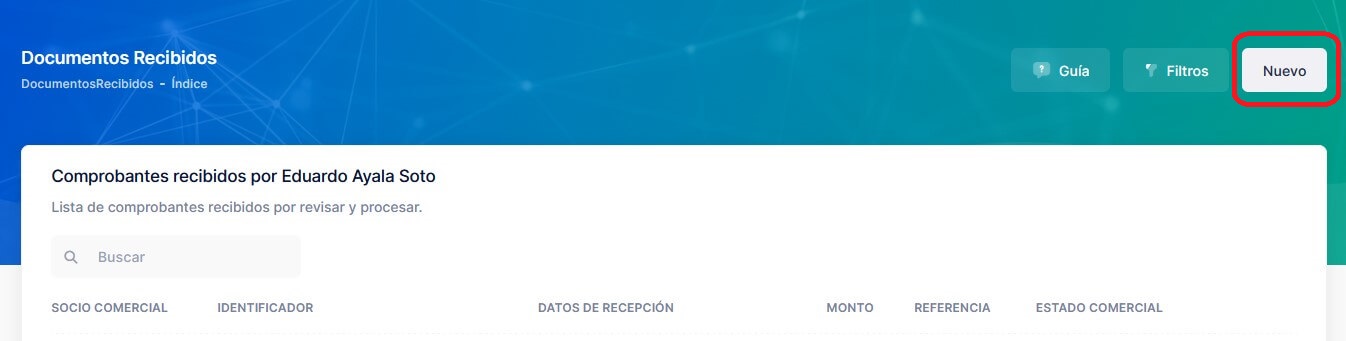 Documentos Recibidos
DocumentosRecibidos - Índice
Guía
Filtros
Nuevo
Comprobantes recibidos por Eduardo Ayala Soto
Lista de comprobantes recibidos por revisar y procesar.
Buscar
SOCIO COMERCIAL IDENTIFICADOR DATOS DE RECEPCIÓN MONTO REFERENCIA ESTADO COMERCIAL